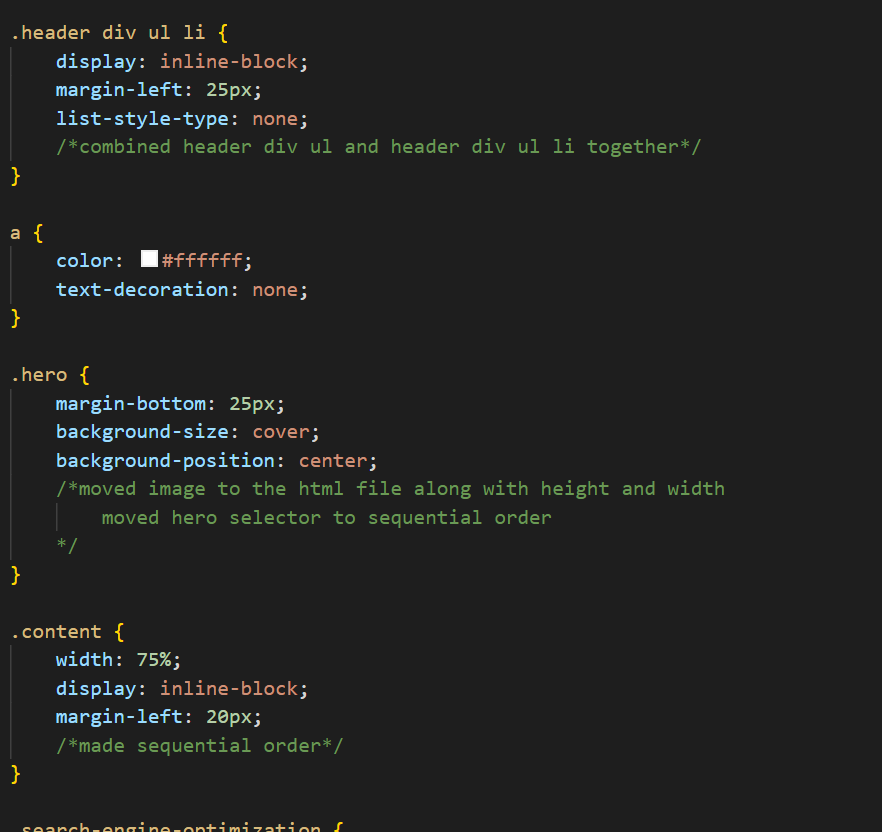 .header div ul li {
    display: inline-block;
    margin-left: 25px;
    list-style-type: none;
    /*combined header div ul and header div ul li together*/
}
a {
    color: #ffffff;
    text-decoration: none;
}
.hero {
    margin-bottom: 25px;
    background-size: cover;
    background-position: center;
    /*moved image to the html file along with height and width
        moved hero selector to sequential order
    */
}
.content {
    width: 75%;
    display: inline-block;
    margin-left: 20px;
    /*made sequential order*/
}
.search-engine-optimization {